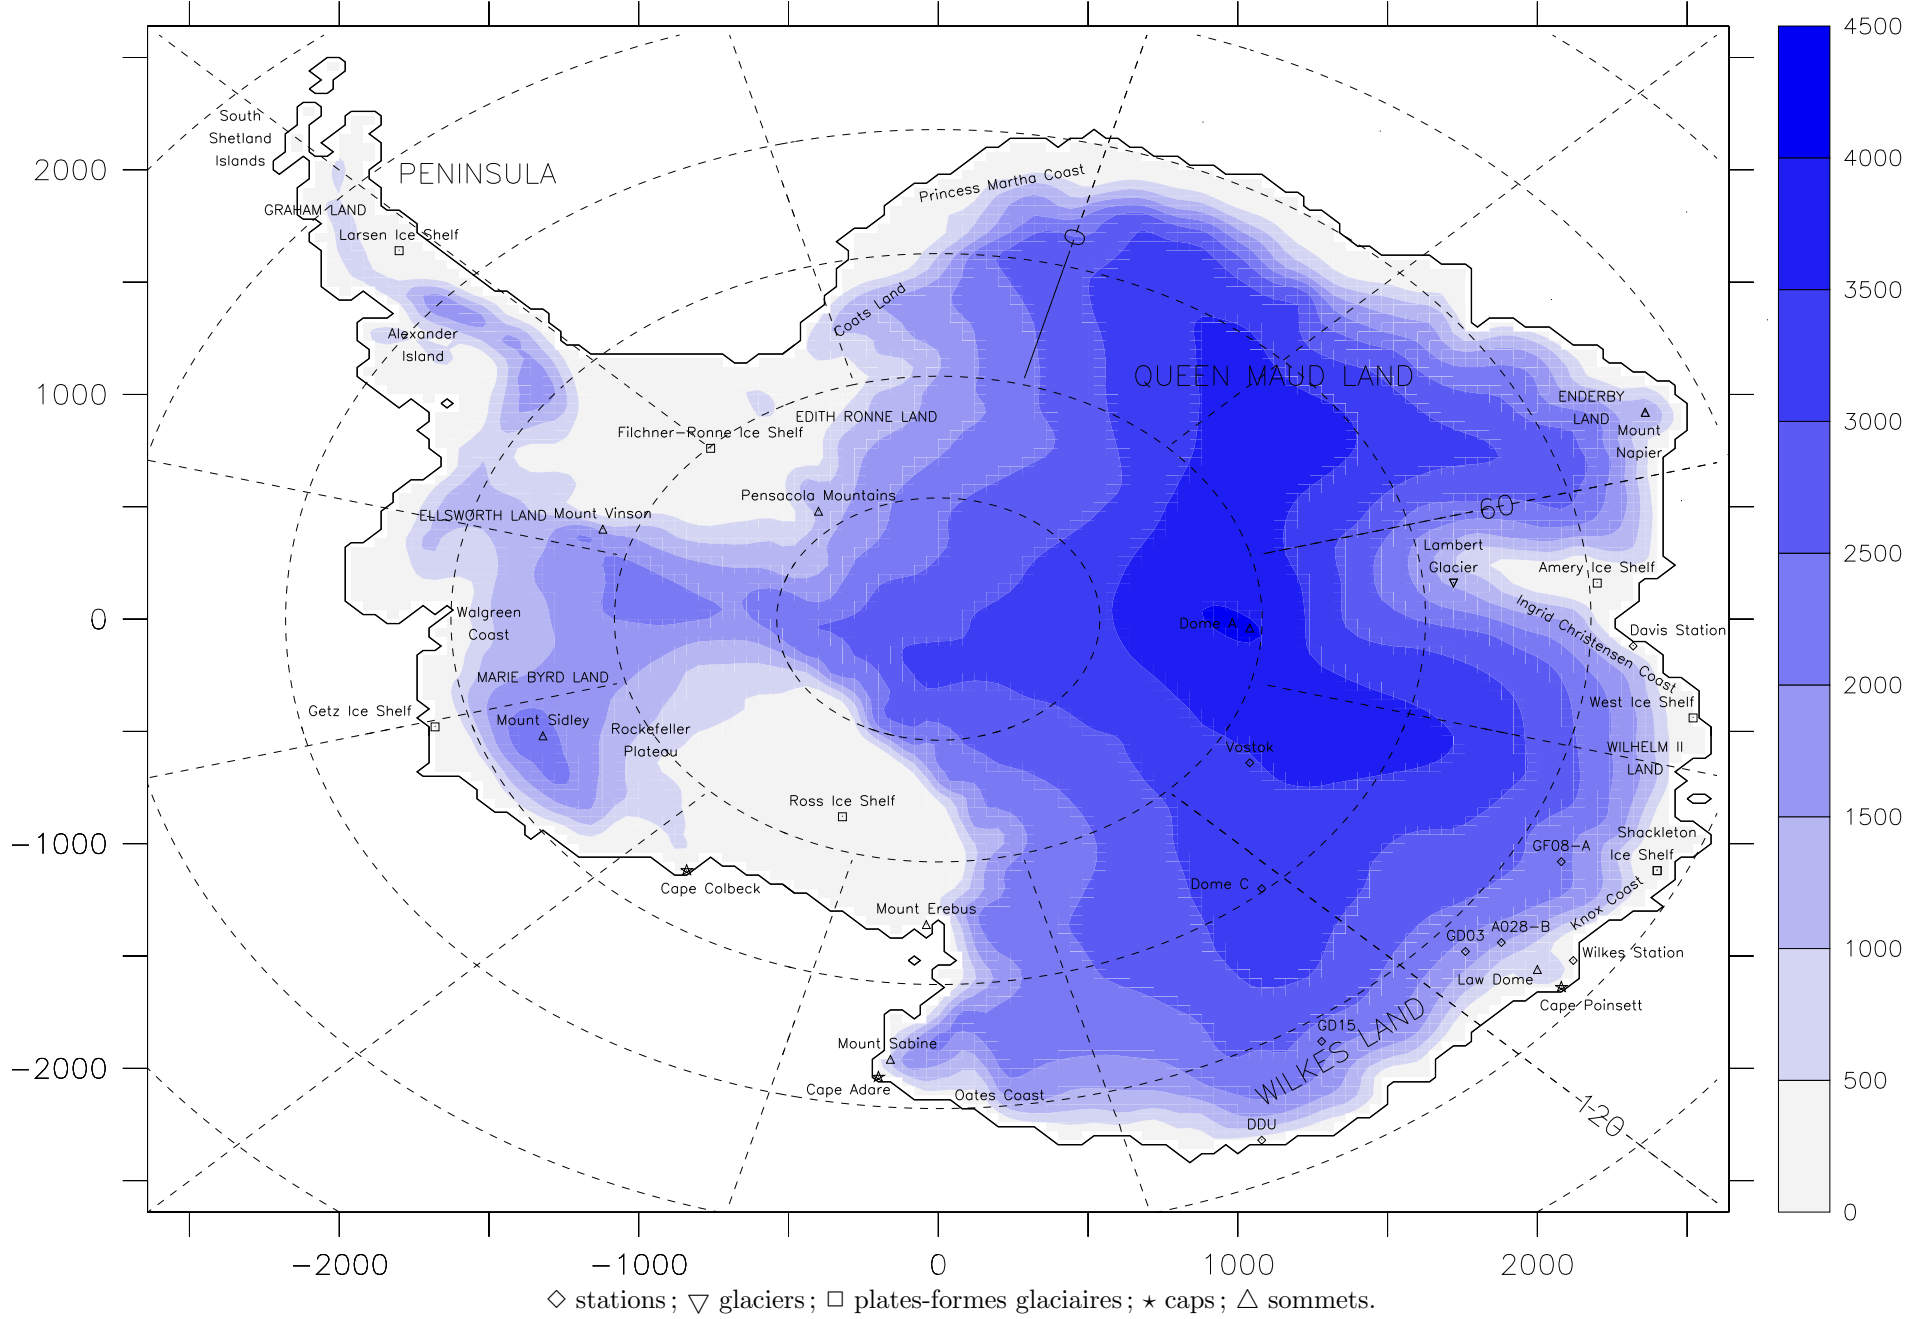 4500
South
Shetland
Islands
PENINSULA
2000
4000
Princess Martha Coast
GRAHAM LAND
Larsen Ice Shelf
0
3500
Coats Land
Alexander
Island
QUEEN MAUD LAND
1000
EDITH RONNE LAND
ENDERBY
LAND
Mount
Napier
3000
Filchner-Ronne Ice Shelf
Pensacola Mountains
ELLSWORTH LAND
Mount Vinson
60
Lambert
Glacier
2500
Amery Ice Shelf
Walgreen
Coast
0
Dome A
Ingrid Christensen Coast
Davis Station
MARIE BYRD LAND
2000
Getz Ice Shelf
Mount Sidley
Rockefeller
Plateau
West Ice Shelf
Vostok
WILHELM II
LAND
Ross Ice Shelf
1500
−1000
Shackleton
Ice Shelf
GF08-A
Dome C
Cape Colbeck
Knox Coast
Mount Erebus
GD03
A028-B
1000
Wilkes Station
Law Dome
Cape Poinsett
GD15
WILKES LAND
Mount Sabine
−2000
Cape Adare
Oates Coast
500
120
DDU
0
−2000
−1000
0
1000
2000
◇ stations ; ▽ glaciers ; □ plates-formes glaciaires ; ⋆ caps ; △ sommets.